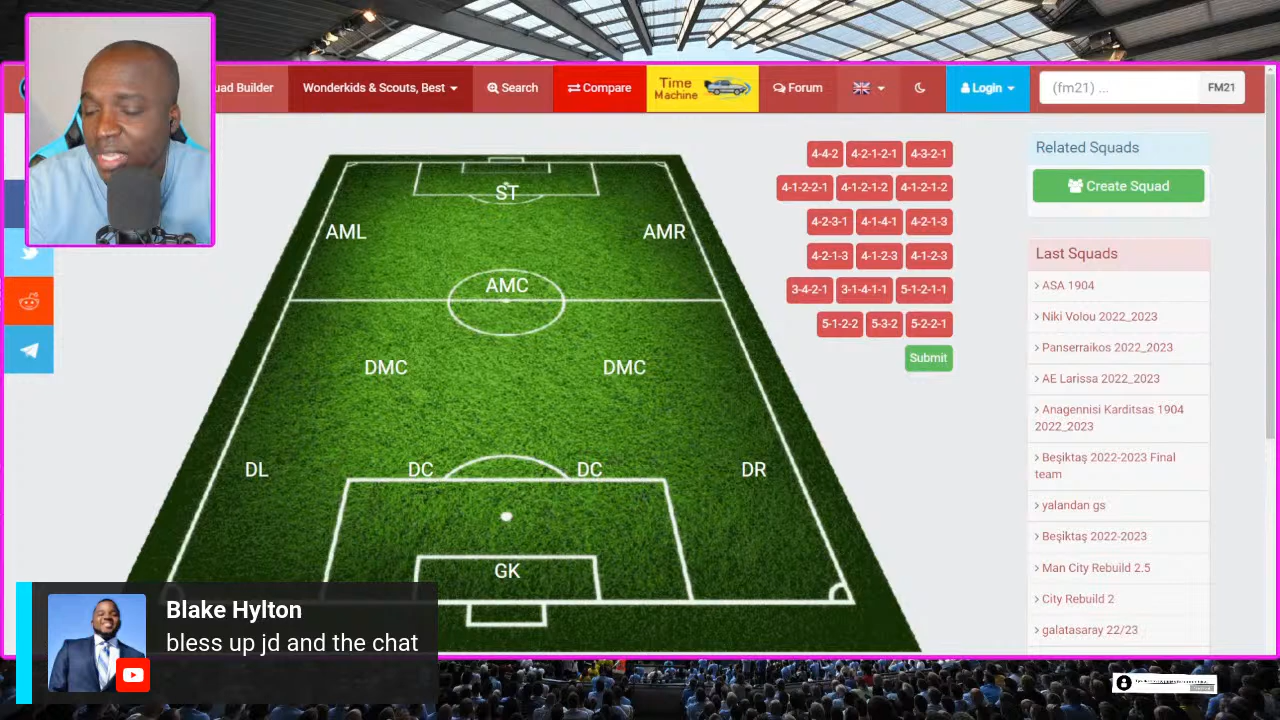 uad Builder
Wonderkids & Scouts, Best
Search
Compare
Time
Machine
Forum
Login
(fm21) ...
FM21
ST
AML
AMR
AMC
DMC
DMC
DL
DC
DC
DR
GK
4-4-2 4-2-1-2-1 4-3-2-1
4-1-2-2-1 4-1-2-1-2 4-1-2-1-2
4-2-3-1 4-1-4-1 4-2-1-3
4-2-1-3 4-1-2-3 4-1-2-3
3-4-2-1 3-1-4-1-1 5-1-2-1-1
5-1-2-2 5-3-2 5-2-2-1
Submit
Related Squads
Create Squad
Last Squads
ASA 1904
Niki Volou 2022_2023
Panserraikos 2022_2023
AE Larissa 2022_2023
Anagennisi Karditsas 1904
2022_2023
Beşiktaş 2022-2023 Final
team
yalandan gs
Beşiktaş 2022-2023
Man City Rebuild 2.5
City Rebuild 2
galatasaray 22/23
Blake Hylton
bless up jd and the chat